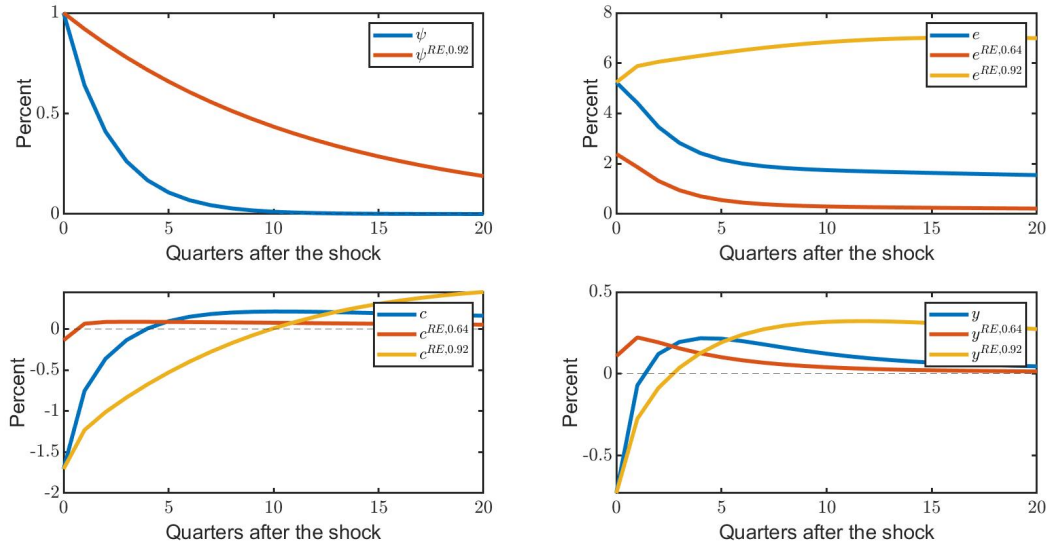 1
0.5
0
Percent
0 5 10 15 20
Quarters after the shock
ψ
ψ^{RE,0.92}
8
6
4
2
0
Percent
0 5 10 15 20
Quarters after the shock
e
e^{RE,0.64}
e^{RE,0.92}
0
-0.5
-1
-1.5
-2
Percent
0 5 10 15 20
Quarters after the shock
c
c^{RE,0.64}
c^{RE,0.92}
0.5
0
-0.5
Percent
0 5 10 15 20
Quarters after the shock
y
y^{RE,0.64}
y^{RE,0.92}